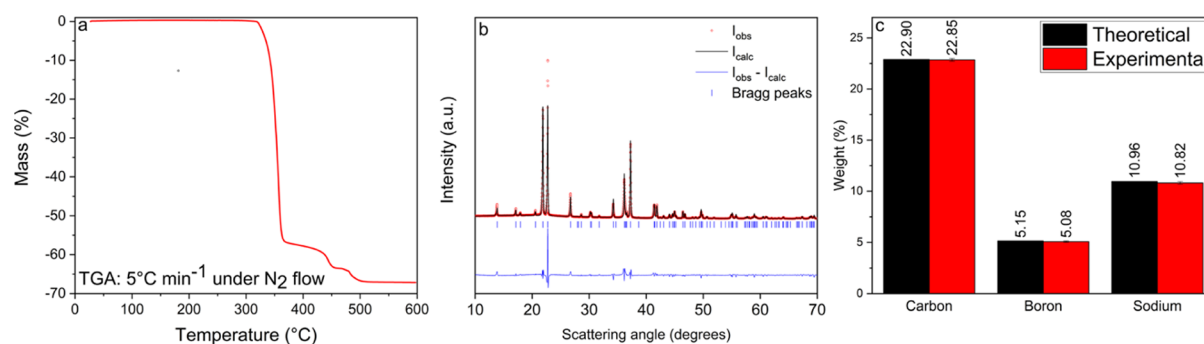 a
0
-10
-20
-30
-40
-50
-60
-70
Mass (%)
TGA: 5°C min-1 under N2 flow
0 100 200 300 400 500 600
Temperature (°C)
b
Iobs
Icalc
Iobs - Icalc
Bragg peaks
Intensity (a.u.)
10 20 30 40 50 60 70
Scattering angle (degrees)
c
Theoretical
Experimenta
25
20
15
10
5
0
Weight (%)
22.90
22.85
5.15
5.08
10.96
10.82
Carbon Boron Sodium